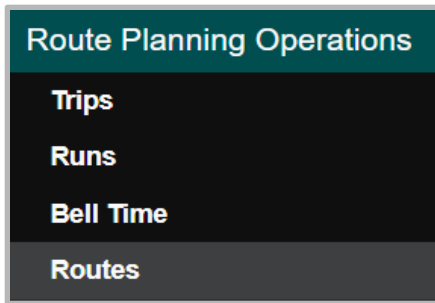 Route Planning Operations
Trips
Runs
Bell Time
Routes